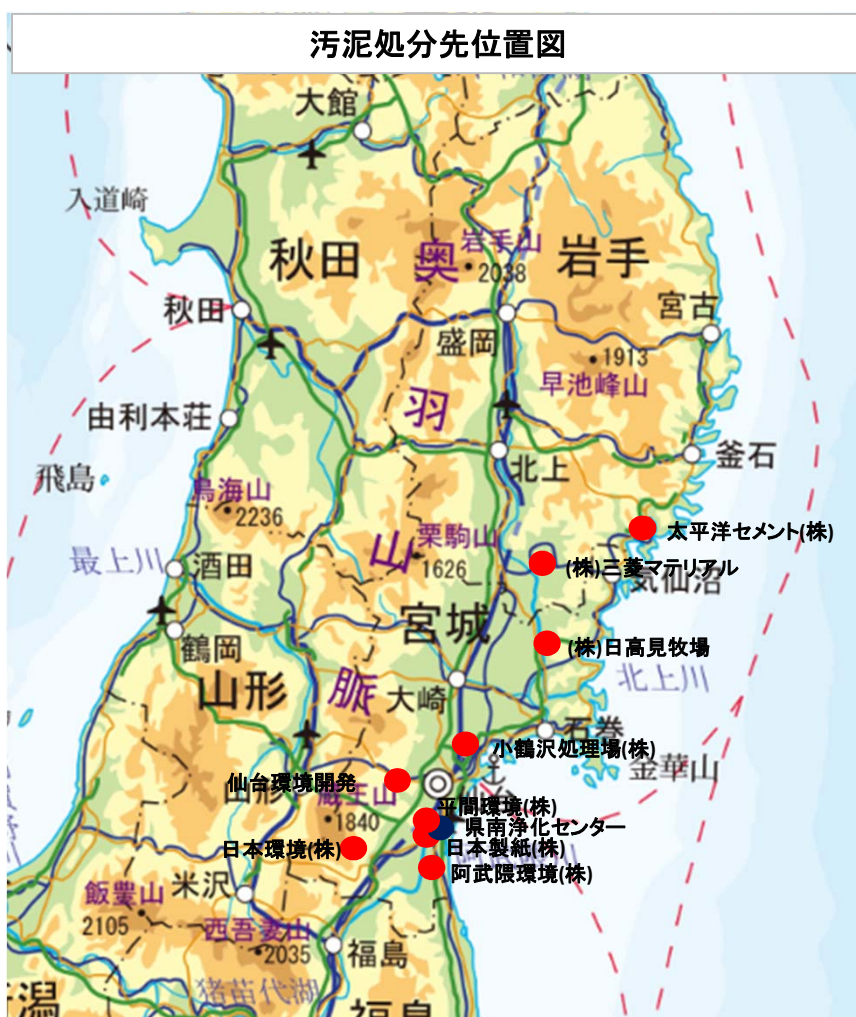 汚泥処分先位置図
大館
入道崎
秋田
奥
岩手山
2038
岩手
秋田
盛岡
宮古
1913
早池峰山
羽
由利本荘
北上
釜石
飛島
鳥海山
2236
太平洋セメント(株)
山
栗駒山
1626
最上川
酒田
(株)三菱マテリアル
気仙沼
宮城
鶴岡
(株)日高見牧場
山形
脈
大崎
北上川
石巻
小鶴沢処理場(株)
金華山
仙台環境開発
山形
蔵王山
1840
平間環境(株)
県南浄化センター
日本環境(株)
日本製紙(株)
阿武隈環境(株)
飯豊山
2105
米沢
西吾妻山
2035
福島
猪苗代湖
潟
福島